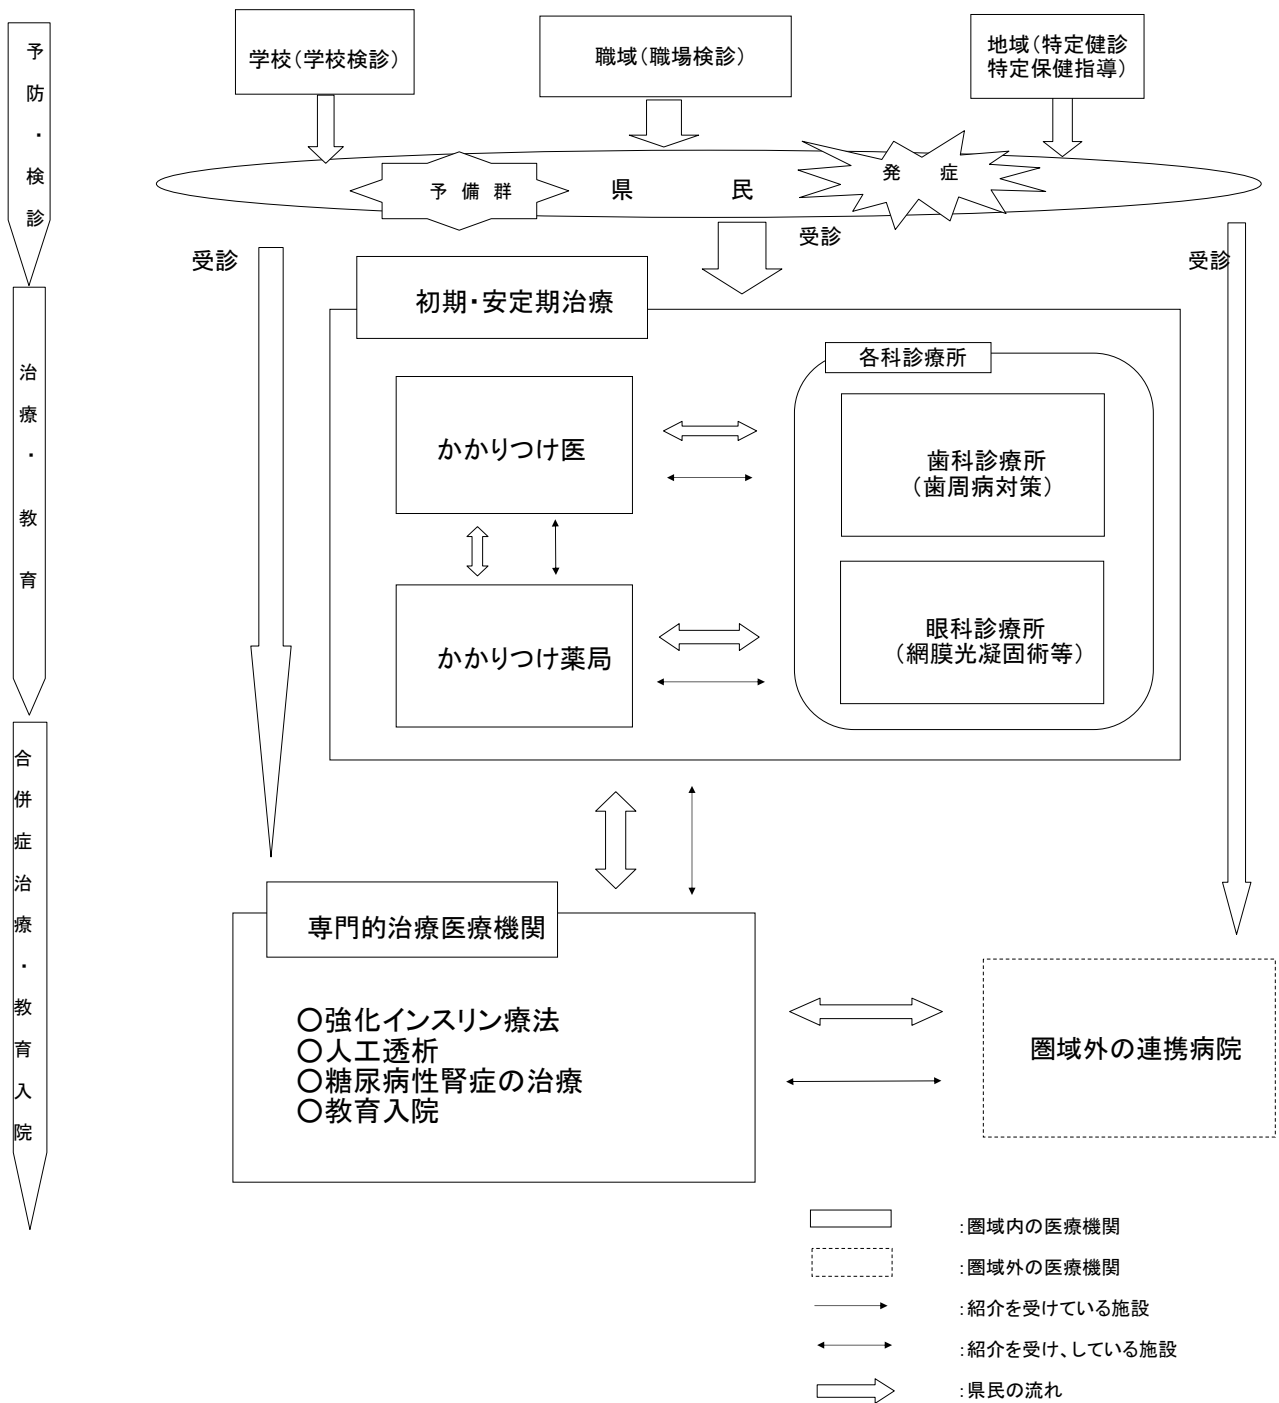 予防・検診
学校（学校検診）
職域（職場検診）
地域（特定健診
特定保健指導）
予備群
県民
発症
受診
受診
受診
治療・教育
初期・安定期治療
各科診療所
かかりつけ医
歯科診療所
（歯周病対策）
かかりつけ薬局
眼科診療所
（網膜光凝固術等）
合併症治療・教育入院
専門的治療医療機関
○強化インスリン療法
○人工透析
○糖尿病性腎症の治療
○教育入院
圏域外の連携病院
：圏域内の医療機関
：圏域外の医療機関
：紹介を受けている施設
：紹介を受け、している施設
：県民の流れ